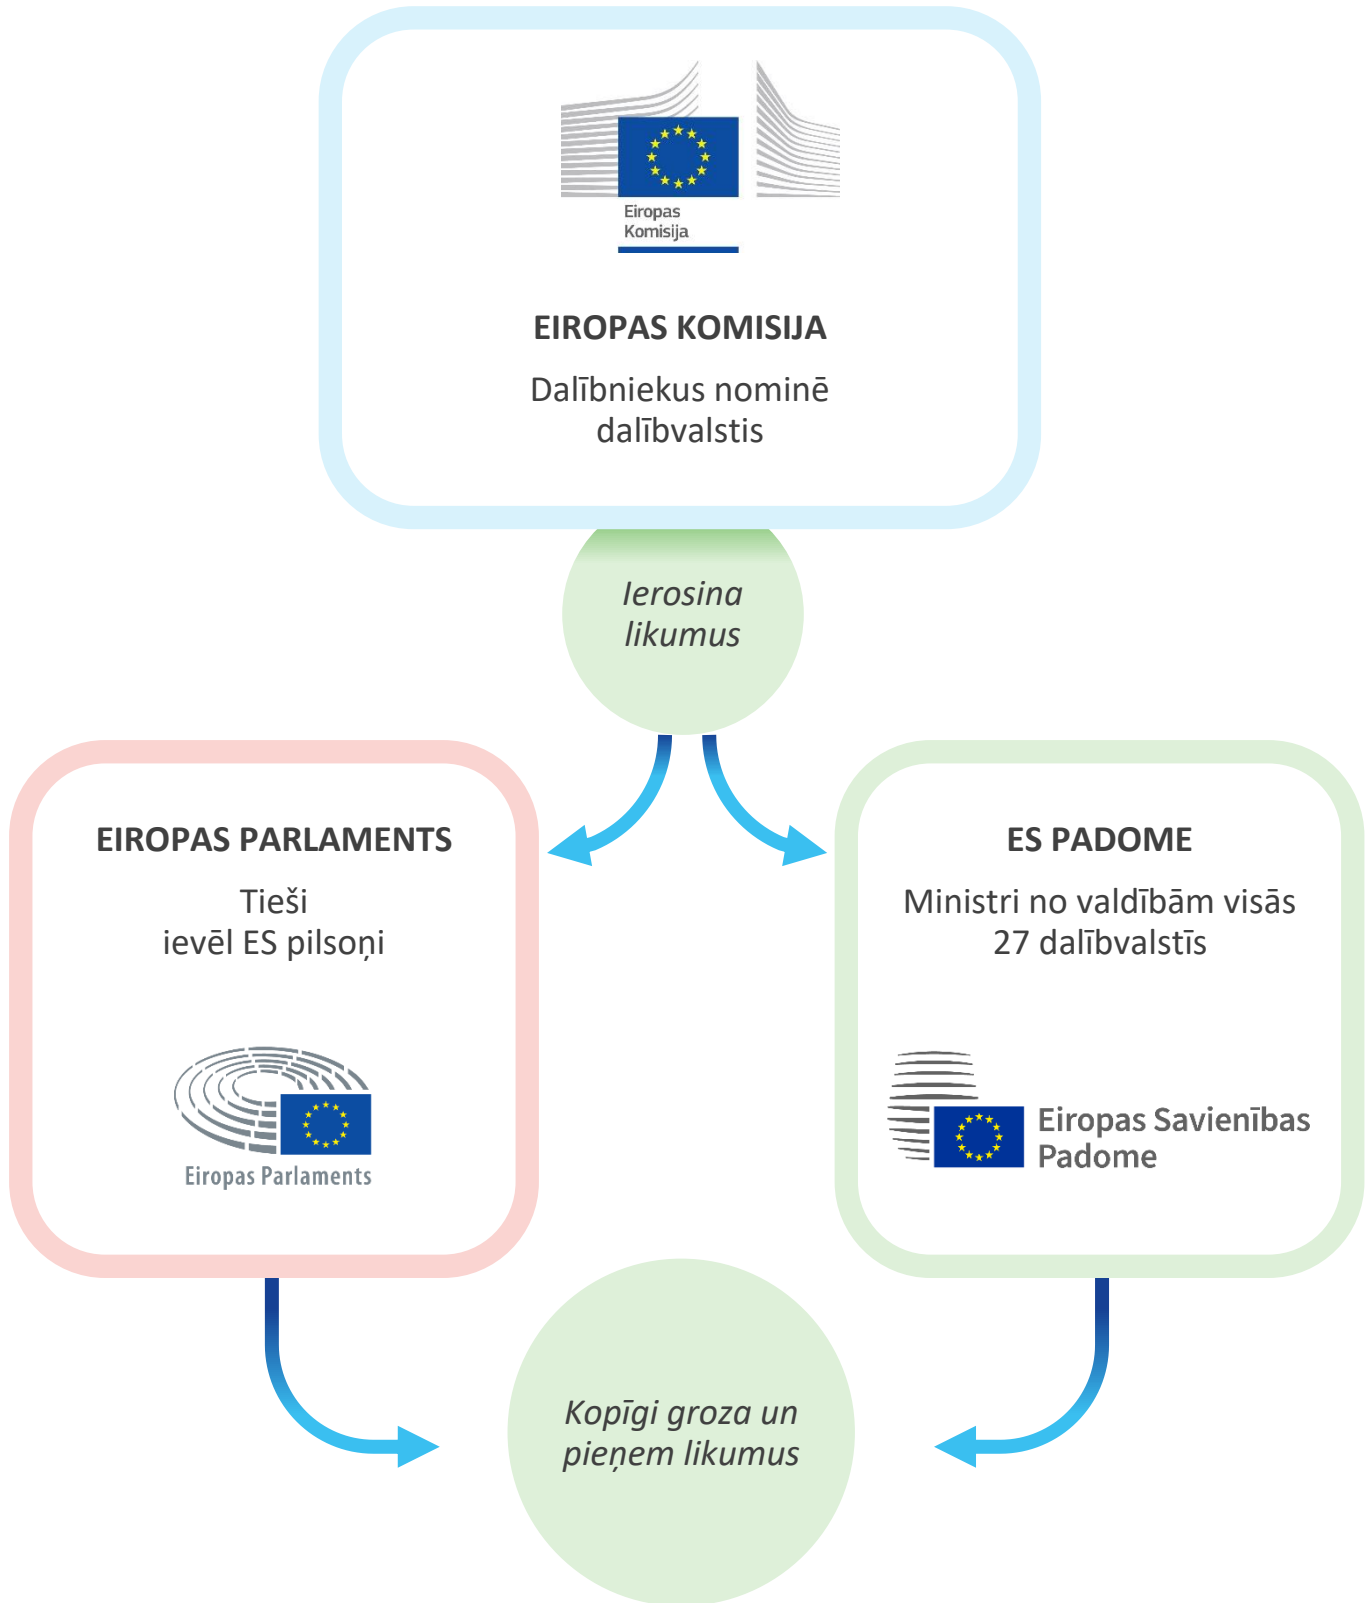 Eiropas
Komisija
EIROPAS KOMISIJA
Dalībniekus nominē
dalībvalstis
Ierosina
likumus
EIROPAS PARLAMENTS
Tieši
ievēl ES pilsoņi
Eiropas Parlaments
ES PADOME
Ministri no valdībām visās
27 dalībvalstīs
Eiropas Savienības
Padome
Kopīgi groza un
pieņem likumus